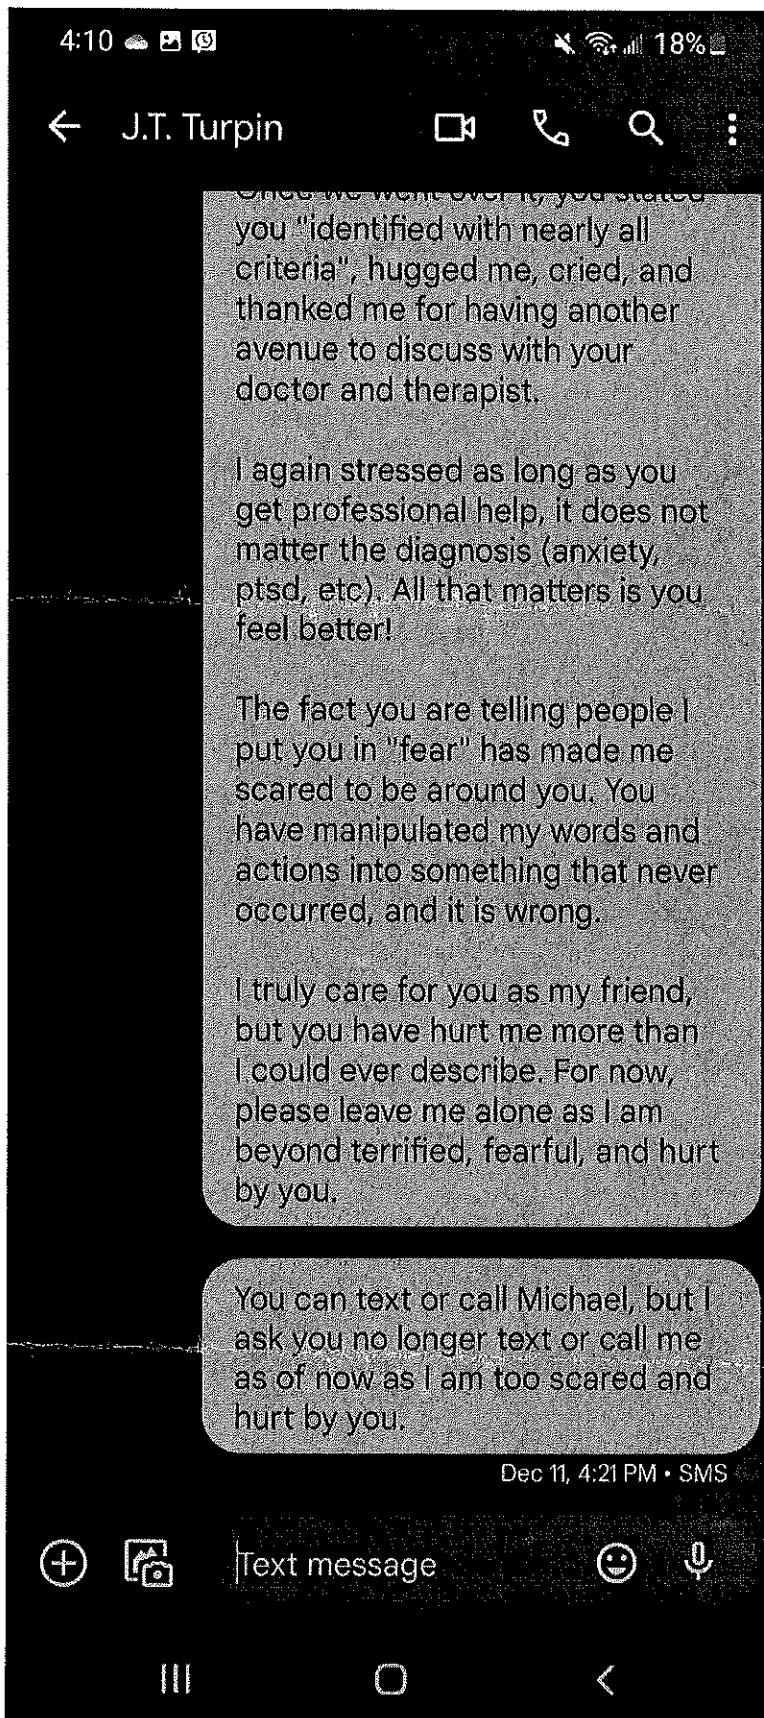 4:10 18%
J.T. Turpin
Once we went over it, you stated
you "identified with nearly all
criteria", hugged me, cried, and
thanked me for having another
avenue to discuss with your
doctor and therapist.
I again stressed as long as you
get professional help, it does not
matter the diagnosis (anxiety,
ptsd, etc). All that matters is you
feel better!
The fact you are telling people I
put you in "fear" has made me
scared to be around you. You
have manipulated my words and
actions into something that never
occurred, and it is wrong.
I truly care for you as my friend,
but you have hurt me more than
I could ever describe. For now,
please leave me alone as I am
beyond terrified, fearful, and hurt
by you.
You can text or call Michael, but I
ask you no longer text or call me
as of now as I am too scared and
hurt by you.
Dec 11, 4:21 PM • SMS
Text message